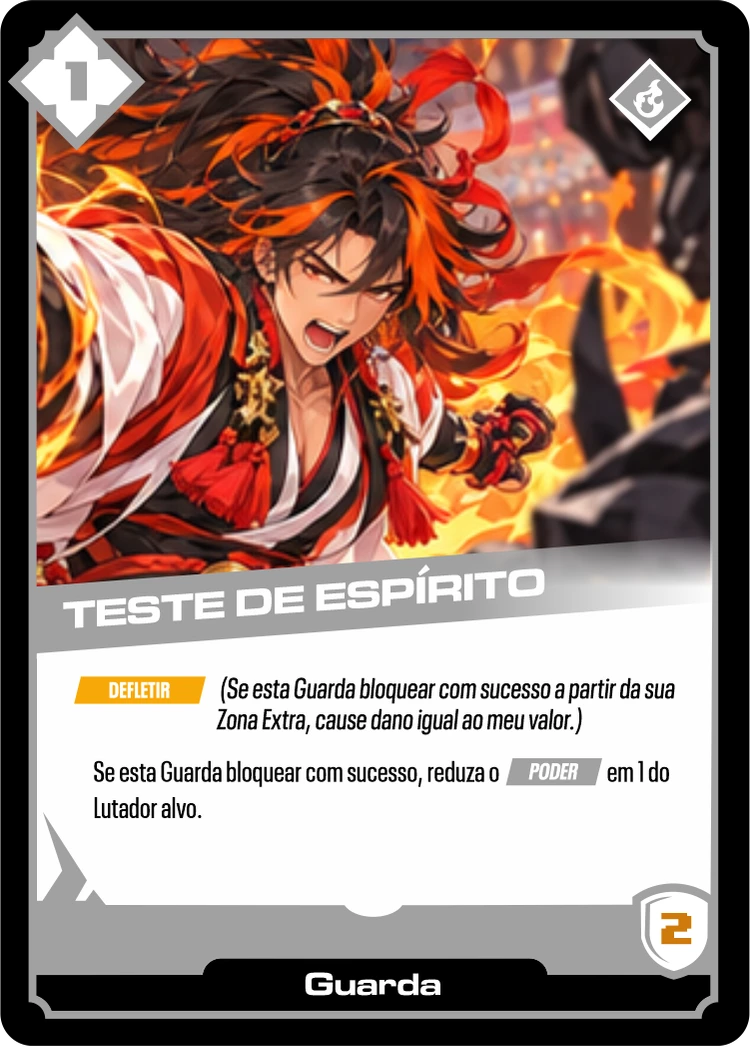 1
TESTE DE ESPÍRITO
DEFLETIR (Se esta Guarda bloquear com sucesso a partir da sua
Zona Extra, cause dano igual ao meu valor.)
Se esta Guarda bloquear com sucesso, reduza o PODER em 1 do
Lutador alvo.
2
Guarda